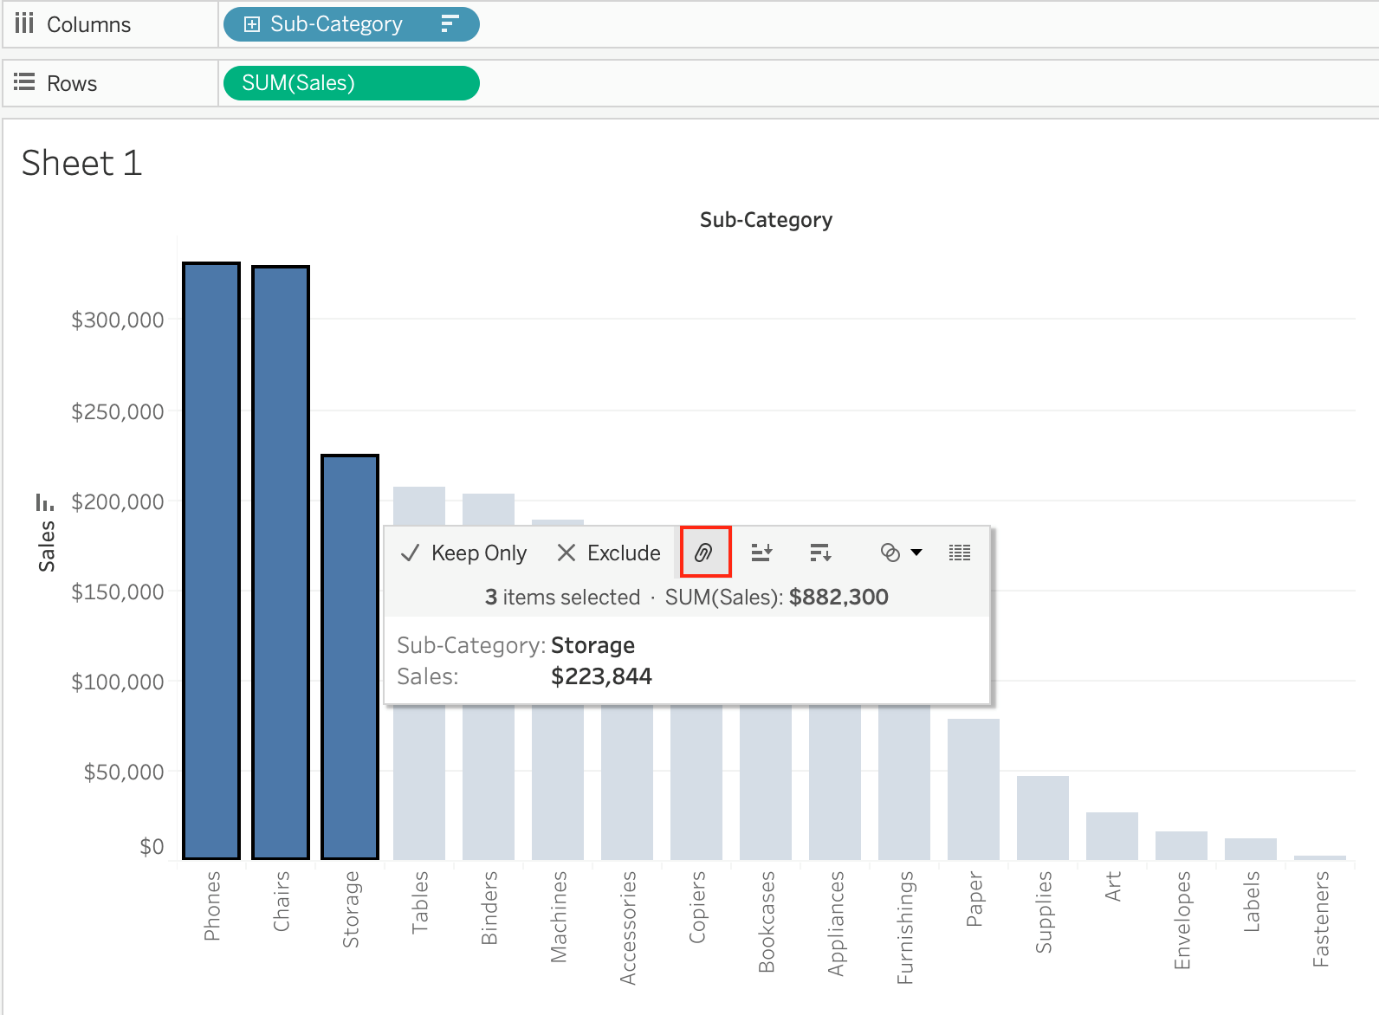 Columns
Sub-Category
Rows
SUM(Sales)
Sheet 1
Sub-Category
$300,000
$250,000
$200,000
$150,000
$100,000
$50,000
$0
Sales
Keep Only
Exclude
3 items selected · SUM(Sales): $882,300
Sub-Category: Storage
Sales: $223,844
Phones
Chairs
Storage
Tables
Binders
Machines
Accessories
Copiers
Bookcases
Appliances
Furnishings
Paper
Supplies
Art
Envelopes
Labels
Fasteners